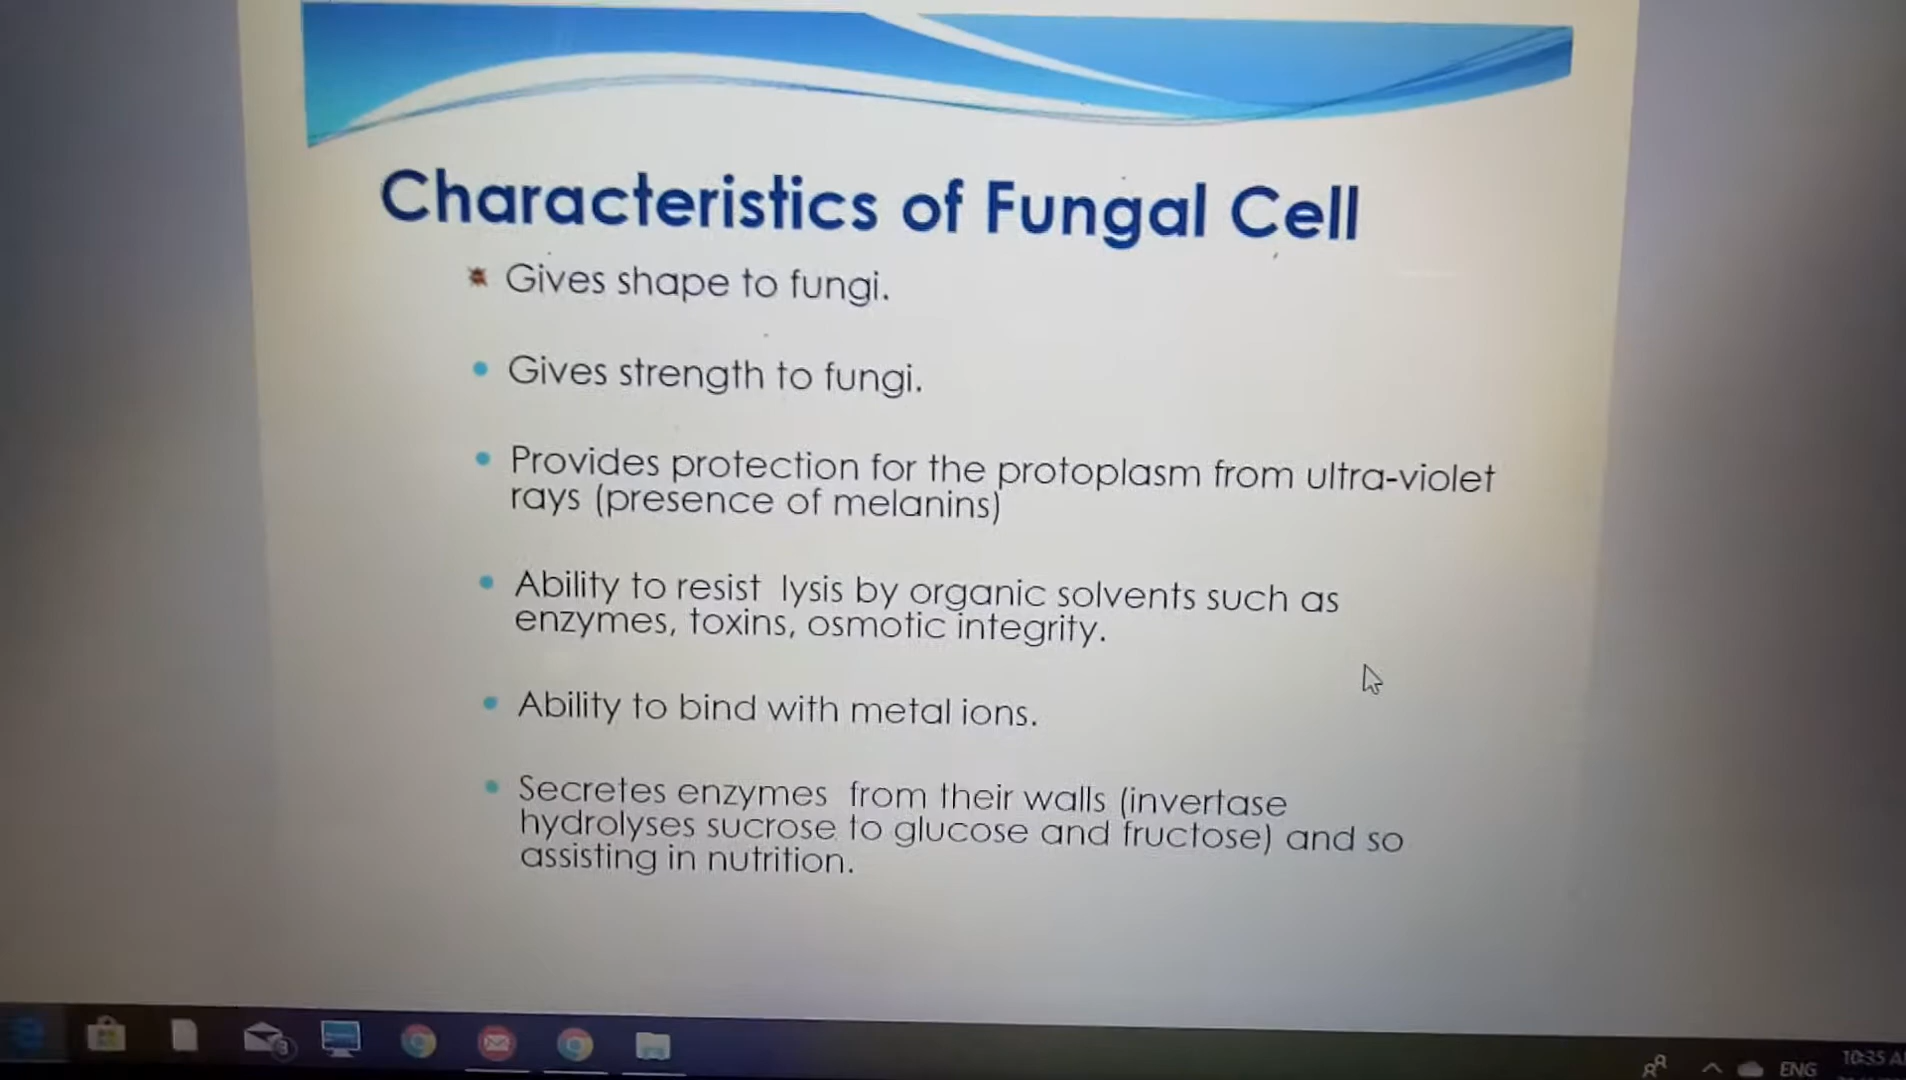 Characteristics of Fungal Cell
Gives shape to fungi.
Gives strength to fungi.
Provides protection for the protoplasm from ultra-violet
rays (presence of melanins)
Ability to resist lysis by organic solvents such as
enzymes, toxins, osmotic integrity.
Ability to bind with metal ions.
Secretes enzymes from their walls (invertase
hydrolyses sucrose to glucose and fructose) and so
assisting in nutrition.
3
ENG
10:35